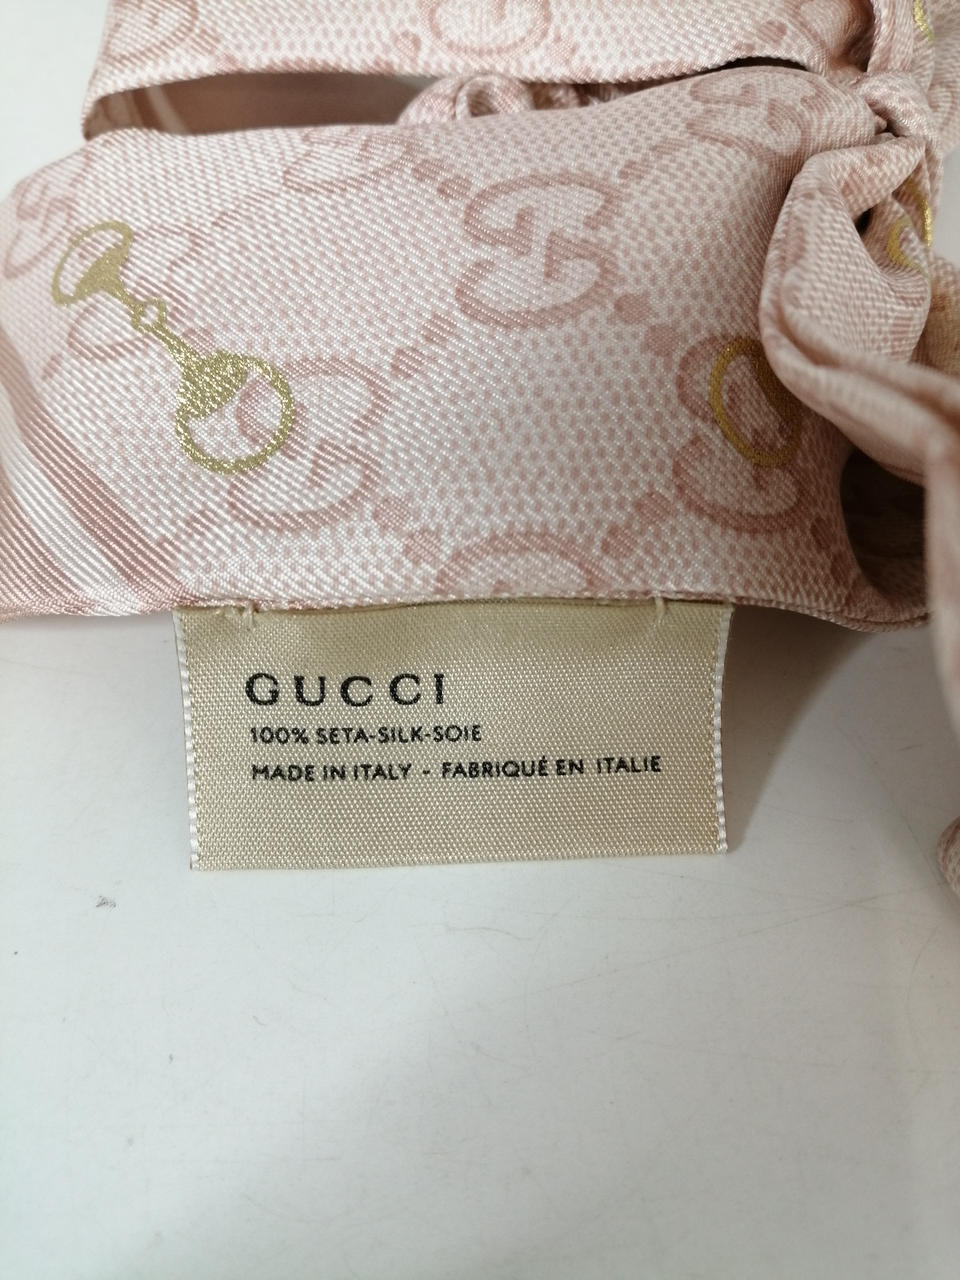 GUCCI
100% SETA-SILK-SOIE
MADE IN ITALY - FABRIQUÉ EN ITALIE